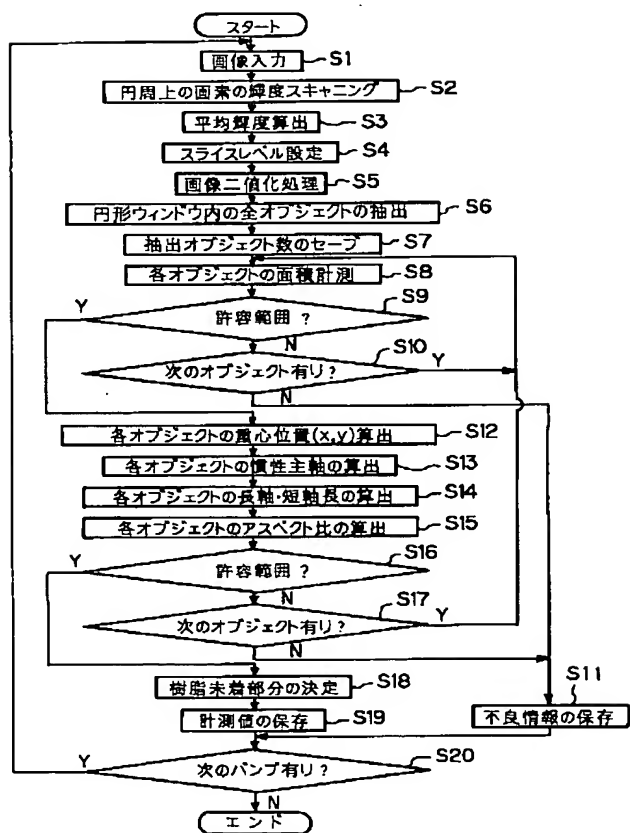 スタート
画像入力 S1
円周上の画素の輝度スキャニング S2
平均輝度算出 S3
スライスレベル設定 S4
画像二値化処理 S5
円形ウィンドウ内の全オブジェクトの抽出 S6
抽出オブジェクト数のセーブ S7
各オブジェクトの面積計測 S8
Y 許容範囲? S9
N
次のオブジェクト有り? S10 Y
N
各オブジェクトの重心位置(x,y)算出 S12
各オブジェクトの慣性主軸の算出 S13
各オブジェクトの長軸・短軸長の算出 S14
各オブジェクトのアスペクト比の算出 S15
Y 許容範囲? S16
N
次のオブジェクト有り? S17 Y
N
樹脂未着部分の決定 S18
計測値の保存 S19
不良情報の保存 S11
Y 次のバンプ有り? S20
N
エンド